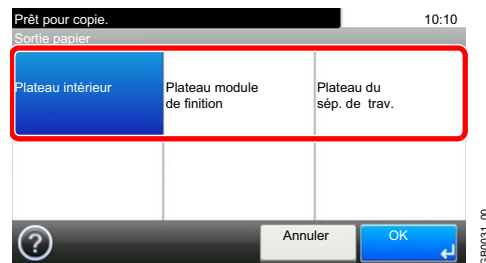 Prêt pour copie. 10:10
Sortie papier
Plateau intérieur
Plateau module
de finition
Plateau du
sép. de trav.
? Annuler OK
GB0031_00